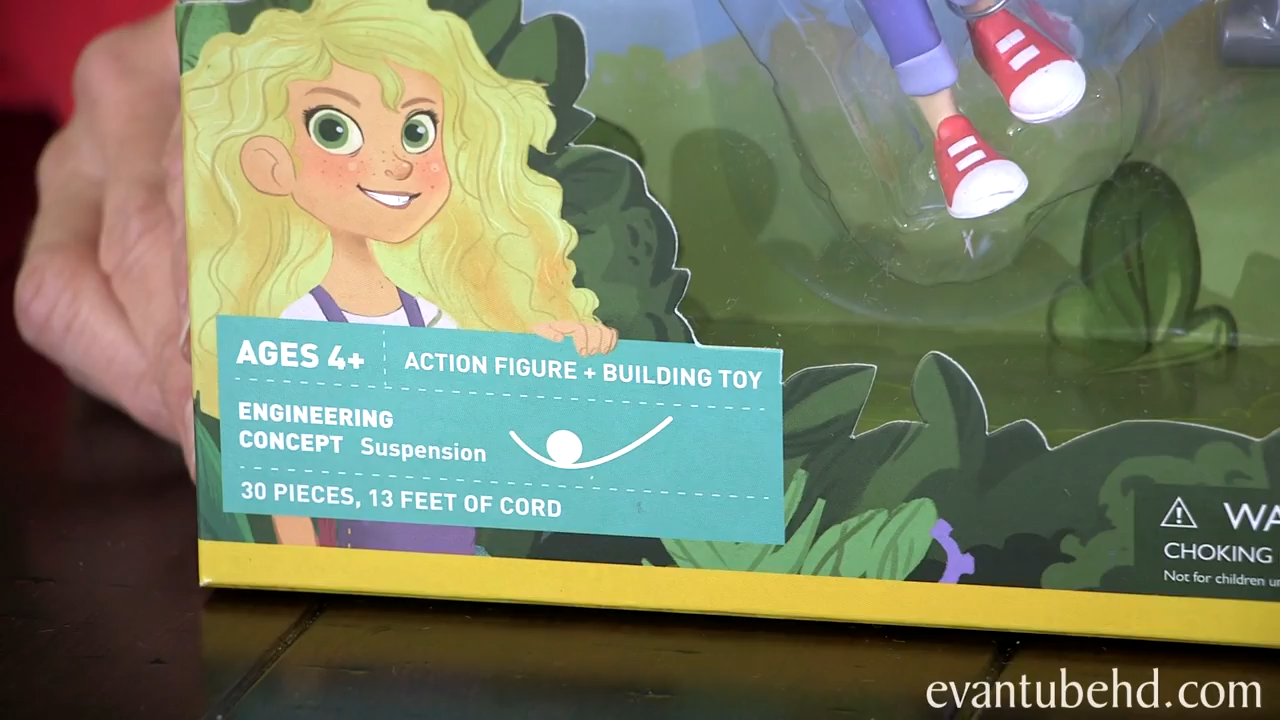 AGES 4+
ACTION FIGURE + BUILDING TOY
ENGINEERING
CONCEPT Suspension
30 PIECES, 13 FEET OF CORD
CHOKING
Not for children
evantubehd.com